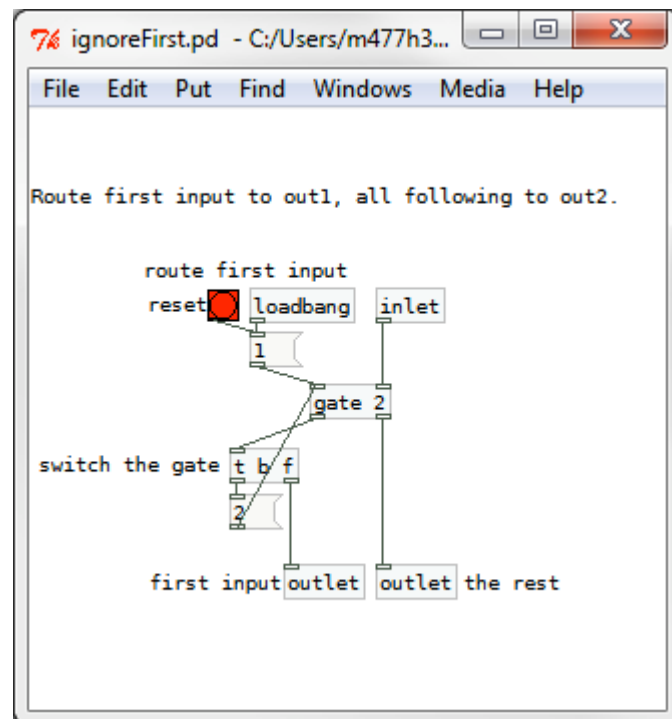 ignoreFirst.pd - C:/Users/m477h3...
File Edit Put Find Windows Media Help
Route first input to out1, all following to out2.
route first input
reset loadbang inlet
1
gate 2
switch the gate t b f
2
first input outlet outlet the rest